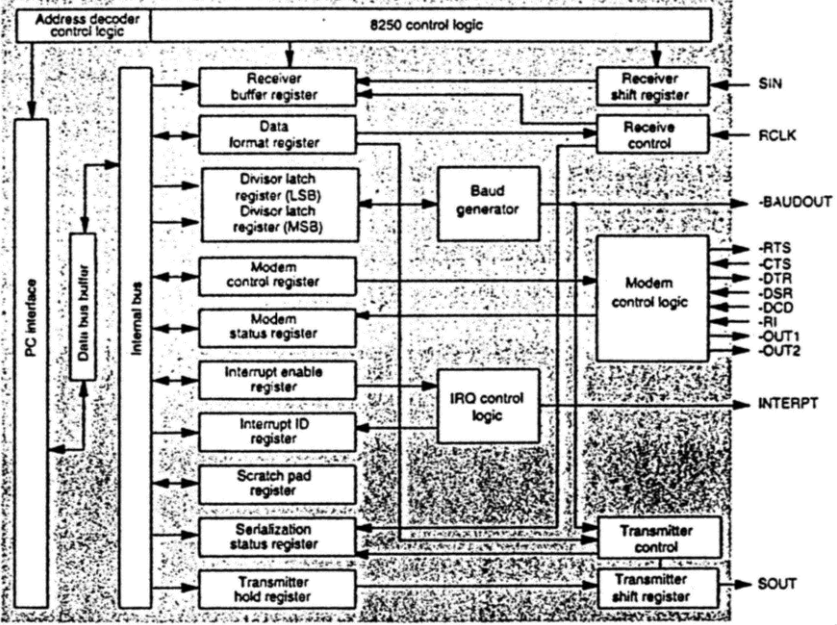 Address decoder
control logic
8250 control logic
Receiver
buffer register
Receiver
shift register
SIN
Data
format register
Receive
control
RCLK
Divisor latch
register (LSB)
Divisor latch
register (MSB)
Baud
generator
-BAUDOUT
PC interface
Data bus buffer
Internal bus
Modem
control register
Modem
control logic
-RTS
-CTS
-DTR
-DSR
-DCD
-RI
-OUT1
-OUT2
Modem
status register
Interrupt enable
register
IRQ control
logic
INTERPT
Interrupt ID
register
Scratch pad
register
Serialization
status register
Transmitter
control
Transmitter
hold register
Transmitter
shift register
SOUT